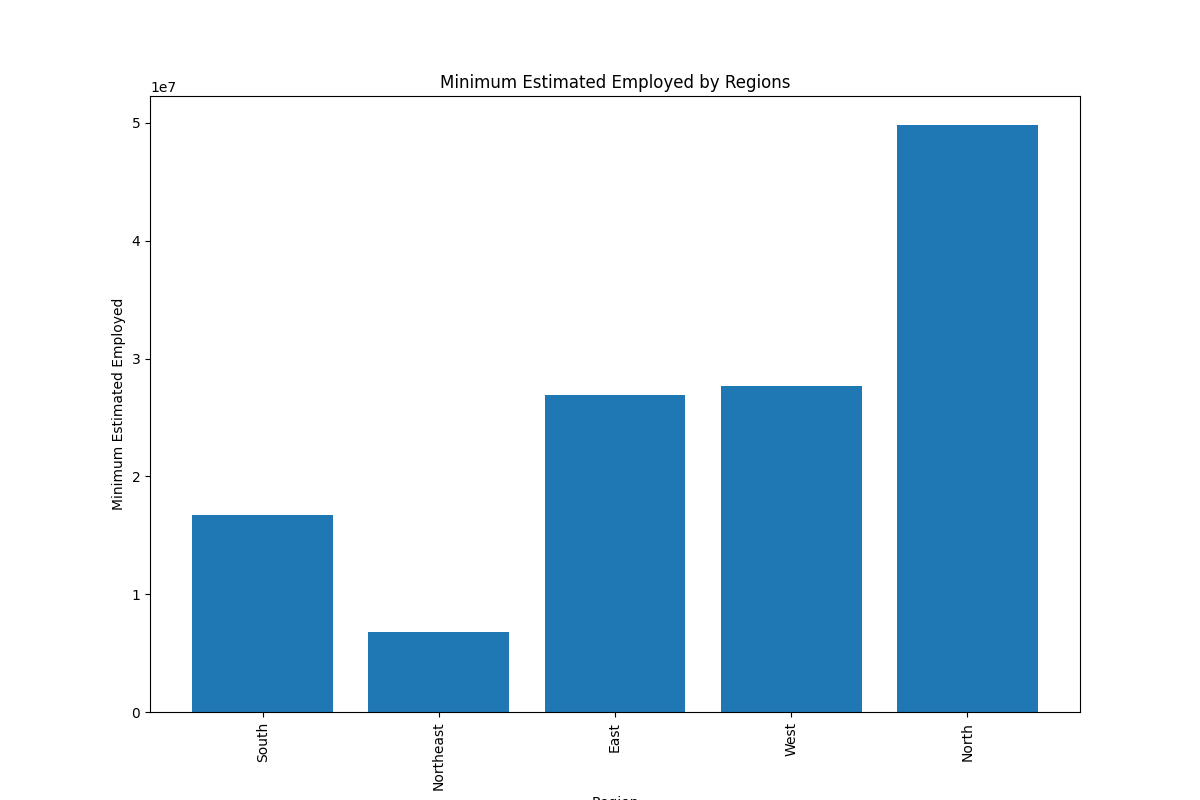 Minimum Estimated Employed by Regions
1e7
5
4
3
2
1
0
Minimum Estimated Employed
South
Northeast
East
West
North
Region